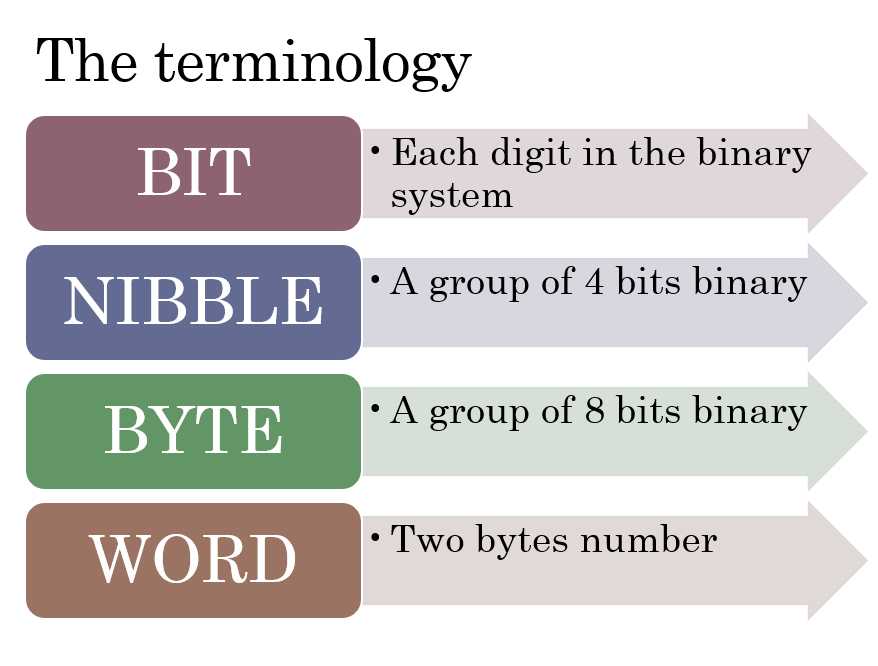 The terminology
BIT
• Each digit in the binary
system
NIBBLE
• A group of 4 bits binary
BYTE
• A group of 8 bits binary
WORD
• Two bytes number